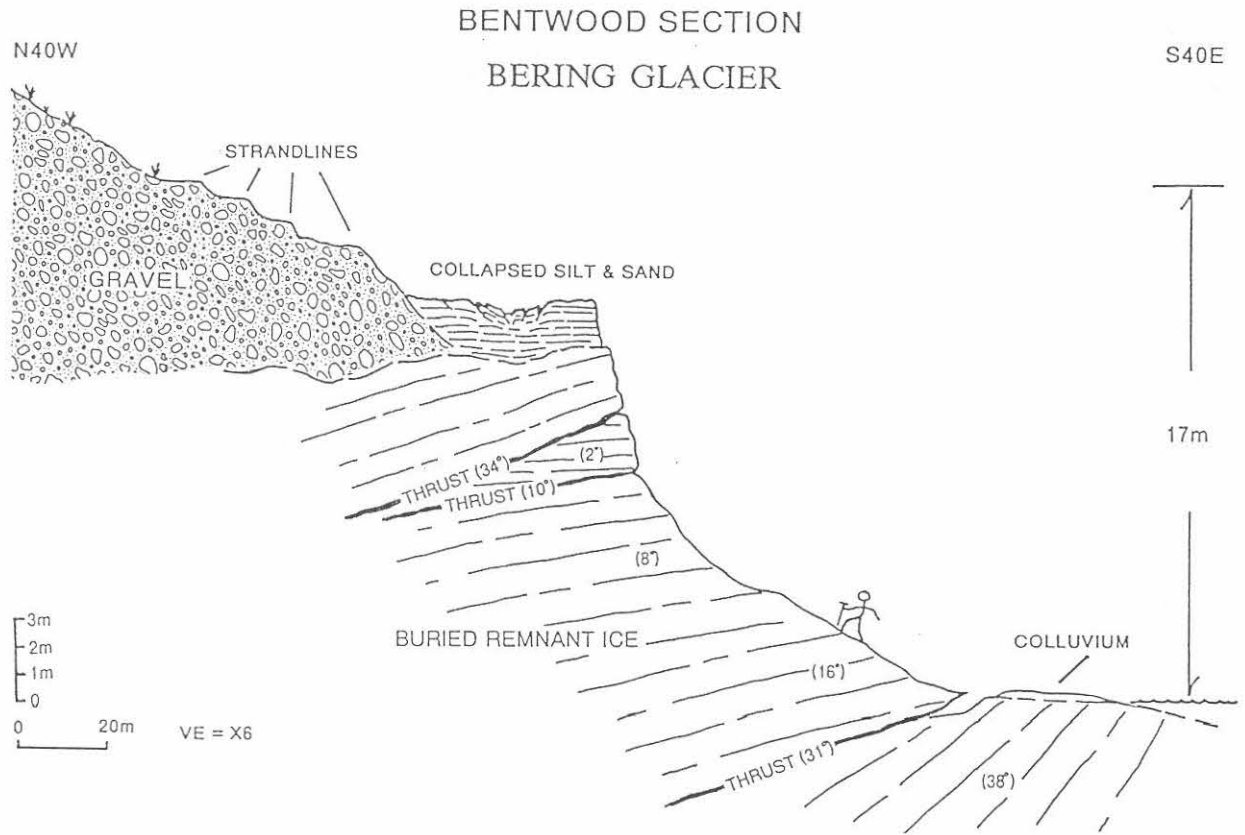 BENTWOOD SECTION
BERING GLACIER
N40W
S40E
STRANDLINES
COLLAPSED SILT & SAND
GRAVEL
17m
(2°)
THRUST (34°)
THRUST (10°)
(8°)
3m
2m
1m
0
BURIED REMNANT ICE
COLLUVIUM
(16°)
0 20m
VE = X6
THRUST (31°)
(38°)